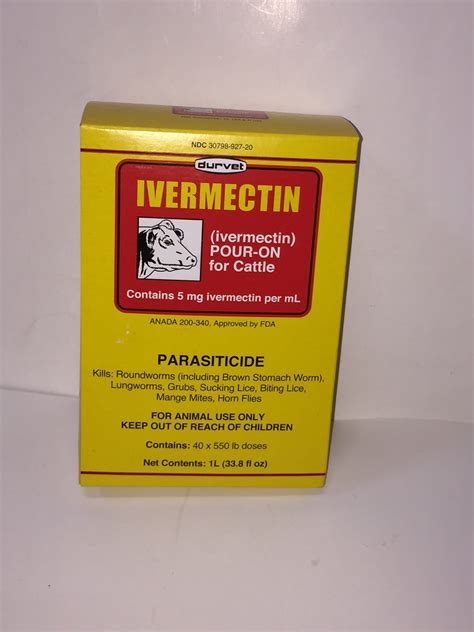 NDC 30798-927-20
durvet
IVERMECTIN
(ivermectin)
POUR-ON
for Cattle
Contains 5 mg ivermectin per mL
ANADA 200-340, Approved by FDA
PARASITICIDE
Kills: Roundworms (including Brown Stomach Worm),
Lungworms, Grubs, Sucking Lice, Biting Lice,
Mange Mites, Horn Flies
FOR ANIMAL USE ONLY
KEEP OUT OF REACH OF CHILDREN
Contains: 40 x 550 lb doses
Net Contents: 1L (33.8 fl oz)